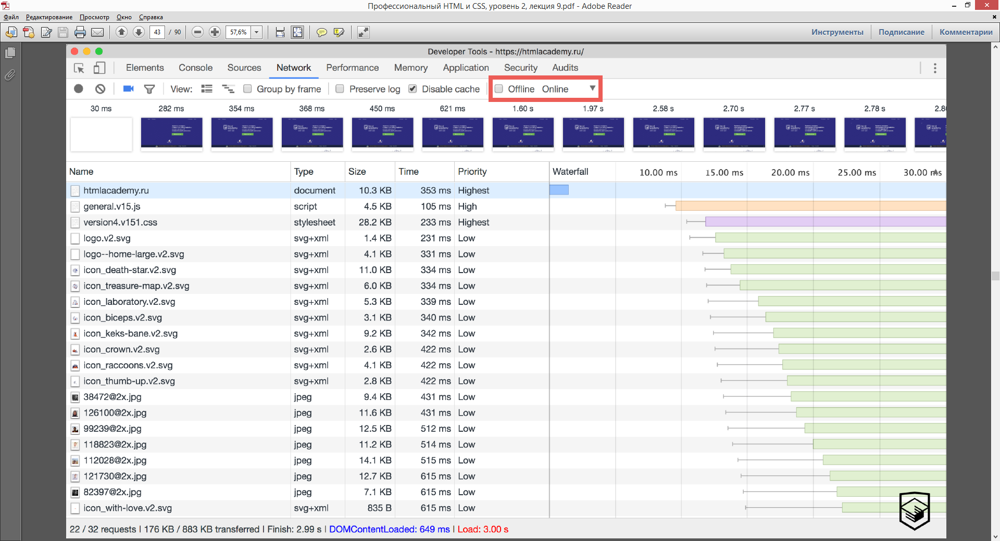 Профессиональный HTML и CSS, уровень 2, лекция 9.pdf - Adobe Reader
Файл Редактирование Просмотр Окно Справка
43 / 90 57,6% Инструменты Подписание Комментарии
Developer Tools - https://htmlacademy.ru/
Elements Console Sources Network Performance Memory Application Security Audits
View: Group by frame Preserve log Disable cache Offline Online
30 ms 282 ms 354 ms 368 ms 450 ms 621 ms 1.60 s 1.97 s 2.58 s 2.70 s 2.77 s 2.78 s
Name Type Size Time Priority Waterfall 10.00 ms 15.00 ms 20.00 ms 25.00 ms 30.00 ms
htmlacademy.ru document 10.3 KB 353 ms Highest
general.v15.js script 4.5 KB 105 ms High
version4.v151.css stylesheet 28.2 KB 233 ms Highest
logo.v2.svg svg+xml 1.4 KB 231 ms Low
logo--home-large.v2.svg svg+xml 4.1 KB 331 ms Low
icon_death-star.v2.svg svg+xml 11.0 KB 334 ms Low
icon_treasure-map.v2.svg svg+xml 6.0 KB 334 ms Low
icon_laboratory.v2.svg svg+xml 5.3 KB 339 ms Low
icon_biceps.v2.svg svg+xml 3.1 KB 340 ms Low
icon_keks-bane.v2.svg svg+xml 9.2 KB 342 ms Low
icon_crown.v2.svg svg+xml 2.6 KB 422 ms Low
icon_raccoons.v2.svg svg+xml 4.1 KB 422 ms Low
icon_thumb-up.v2.svg svg+xml 2.8 KB 422 ms Low
38472@2x.jpg jpeg 9.4 KB 431 ms Low
126100@2x.jpg jpeg 11.6 KB 431 ms Low
99239@2x.jpg jpeg 12.5 KB 512 ms Low
118823@2x.jpg jpeg 11.2 KB 514 ms Low
112028@2x.jpg jpeg 14.1 KB 515 ms Low
121730@2x.jpg jpeg 12.7 KB 615 ms Low
82397@2x.jpg jpeg 7.1 KB 615 ms Low
icon_with-love.v2.svg svg+xml 835 B 615 ms Low
22 / 32 requests | 176 KB / 883 KB transferred | Finish: 2.99 s | DOMContentLoaded: 649 ms | Load: 3.00 s